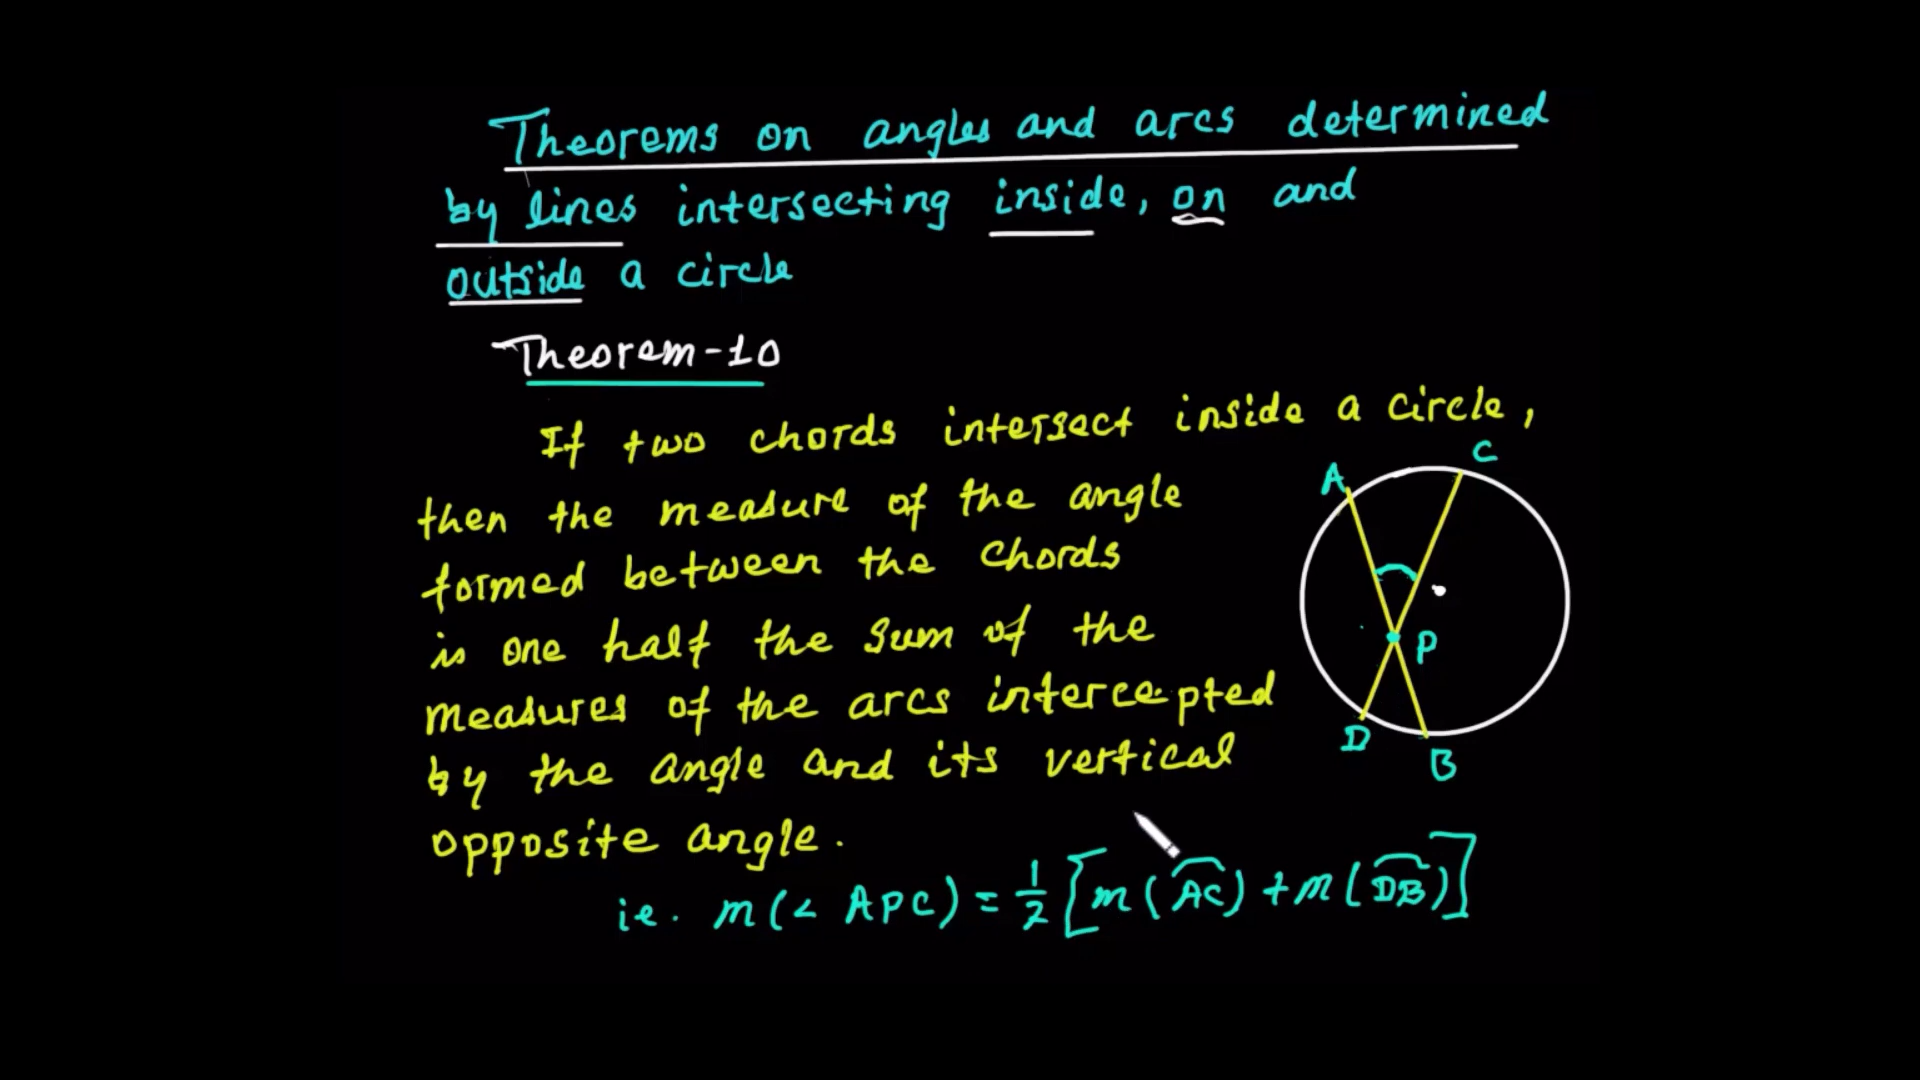 Theorems on angles and arcs determined
by lines intersecting inside, on and
outside a circle
Theorem-10
If two chords intersect inside a circle,
then the measure of the angle
formed between the chords
is one half the sum of the
measures of the arcs intercepted
by the angle and its vertical
opposite angle.
ie. m(< APC) = 1/2 [m(AC) + m(DB)]
A
C
P
D
B